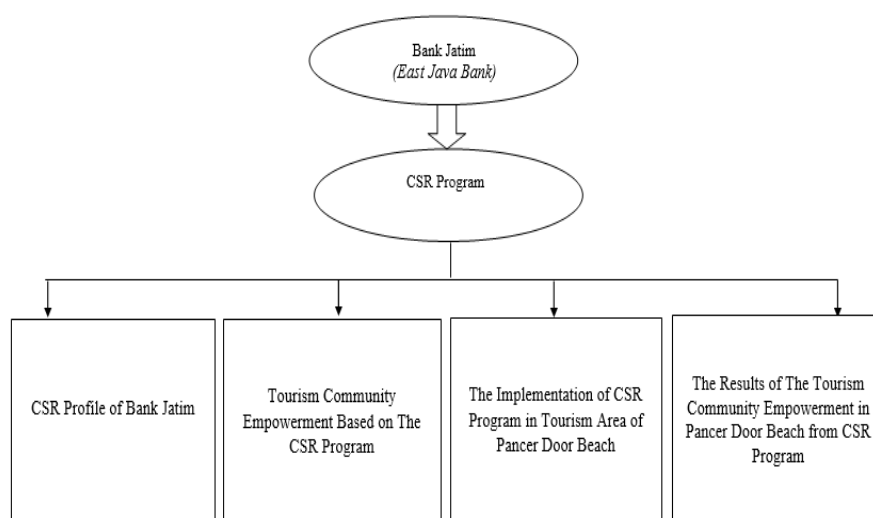 Bank Jatim
(East Java Bank)
CSR Program
CSR Profile of Bank Jatim
Tourism Community
Empowerment Based on The
CSR Program
The Implementation of CSR
Program in Tourism Area of
Pancer Door Beach
The Results of The Tourism
Community Empowerment in
Pancer Door Beach from CSR
Program